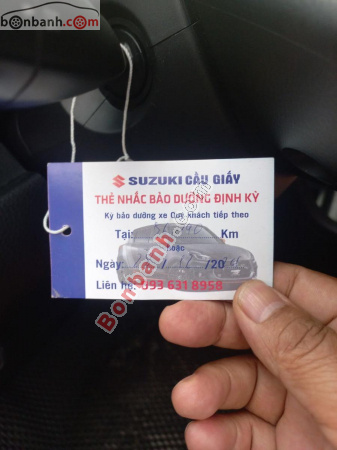 bonbanh.com
SUZUKI CẦU GIẤY
THẺ NHẮC BẢO DƯỠNG ĐỊNH KỲ
Kỳ bảo dưỡng xe Quý khách tiếp theo
Tại: Km
Hoặc
Ngày: /20
Liên hệ: 093 631 8958
Bonbanh.com